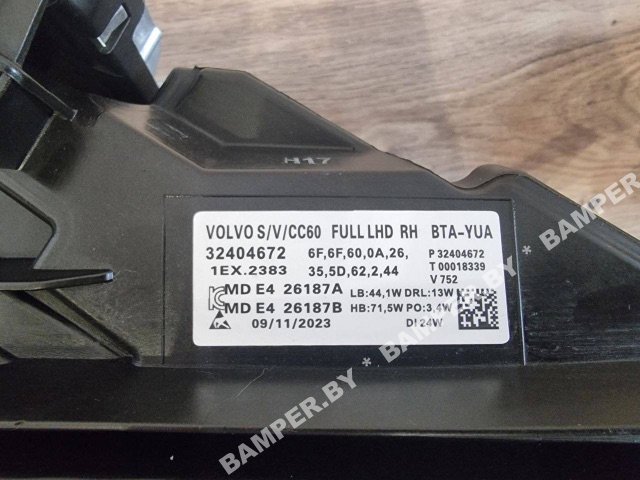 H17
VOLVO S/V/CC60 FULL LHD RH BTA-YUA
32404672 6F,6F,60,0A,26, P 32404672
1EX.2383 35,5D,62,2,44 T 00018339
V 752
MD E4 26187A LB:44,1W DRL:13W
MD E4 26187B HB:71,5W PO:3,4W
09/11/2023 DI 24W
BAMPER.BY * BAMPER.BY * BAMPER.BY